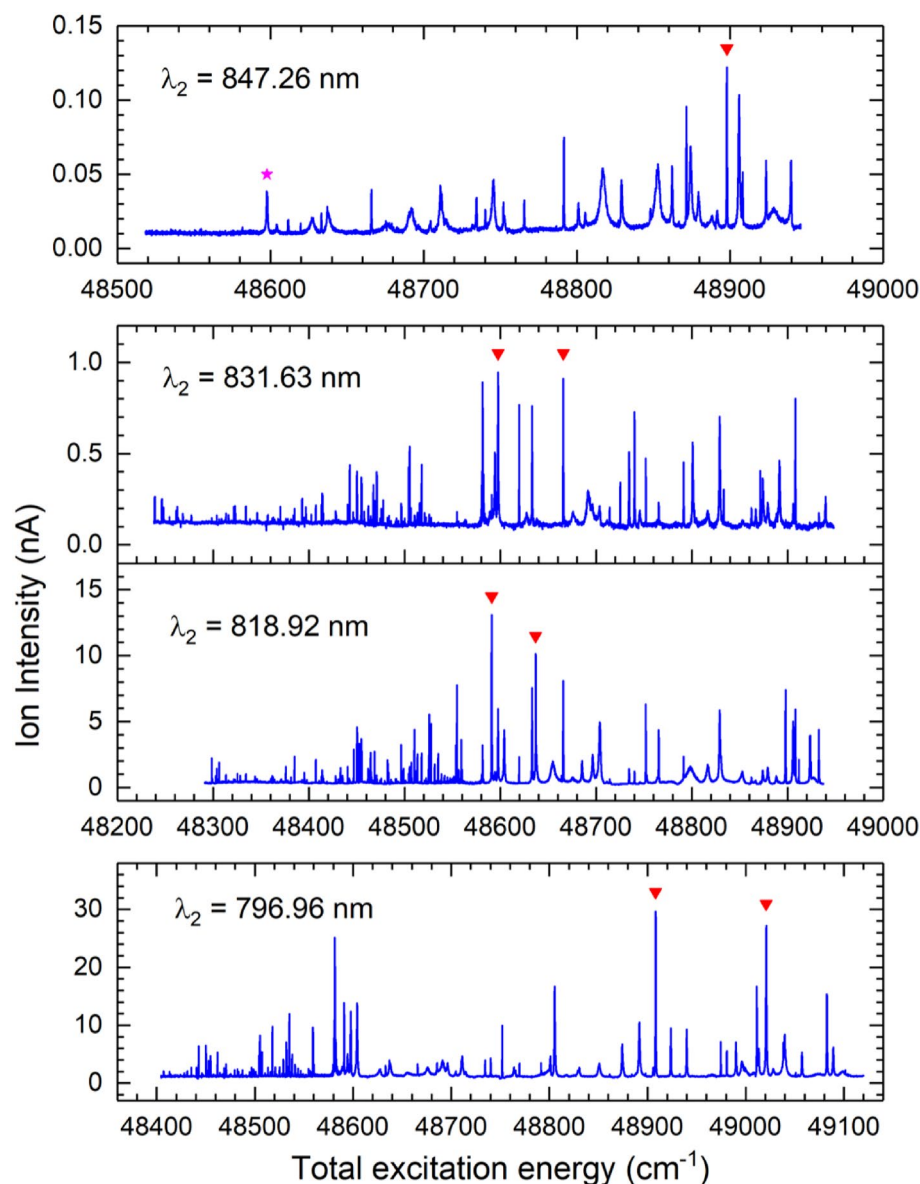 0.15
λ2 = 847.26 nm
0.10
0.05
0.00
48500 48600 48700 48800 48900 49000
1.0
λ2 = 831.63 nm
0.5
0.0
15
λ2 = 818.92 nm
10
5
0
48200 48300 48400 48500 48600 48700 48800 48900 49000
30
λ2 = 796.96 nm
20
10
0
48400 48500 48600 48700 48800 48900 49000 49100
Total excitation energy (cm-1)
Ion Intensity (nA)